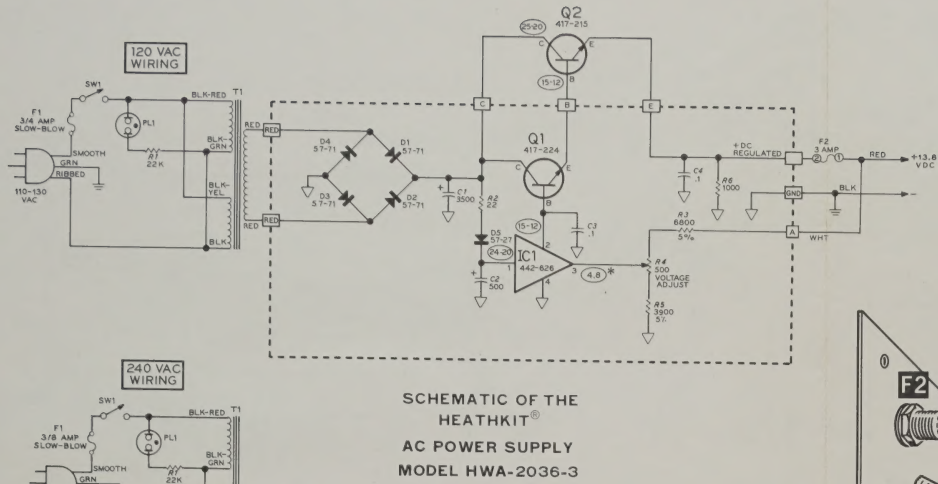 120 VAC
WIRING
SW1
F1
3/4 AMP
SLOW-BLOW
SMOOTH
GRN
RIBBED
110-130
VAC
PL1
R1
22K
BLK-RED
BLK-
GRN
BLK-
YEL
BLK
T1
RED
RED
RED
RED
D4
57-71
D1
57-71
D3
57-71
D2
57-71
+
C1
3500
R2
22
D5
57-27
24-20
+
C2
500
Q2
417-215
25-20
C
E
B
15-12
C
B
E
Q1
417-224
C
E
B
15-12
C3
.1
IC1
442-626
1
2
3
4
4.8 *
C4
.1
R6
1000
+DC
REGULATED
GND
A
R3
6800
5%
R4
500
VOLTAGE
ADJUST
R5
3900
5%
F2
3 AMP
2
1
RED
+13.8
VDC
BLK
-
WHT
240 VAC
WIRING
SW1
F1
3/8 AMP
SLOW-BLOW
SMOOTH
GRN
PL1
R1
22K
BLK-RED
BLK-
GRN
T1
SCHEMATIC OF THE
HEATHKIT®
AC POWER SUPPLY
MODEL HWA-2036-3
F2